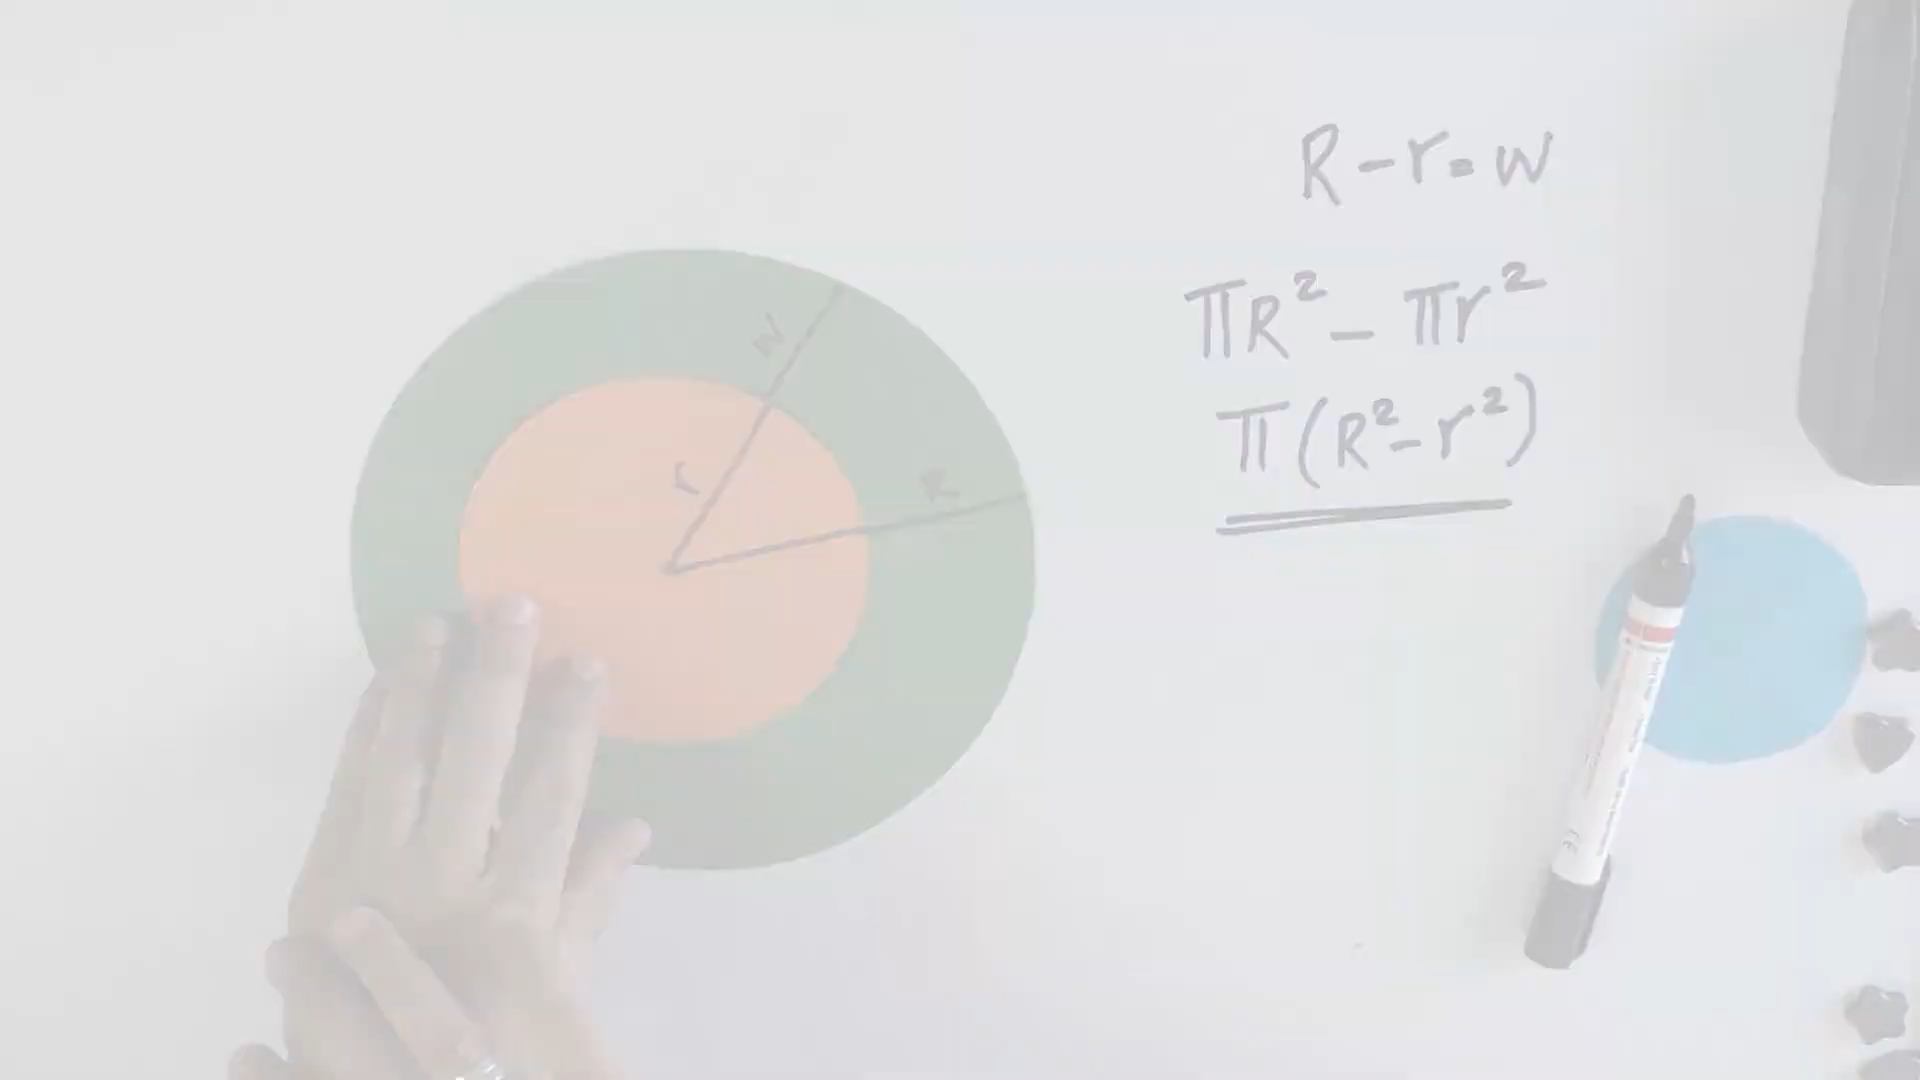 R - r = w
πR² - πr²
π(R² - r²)
w
r
R